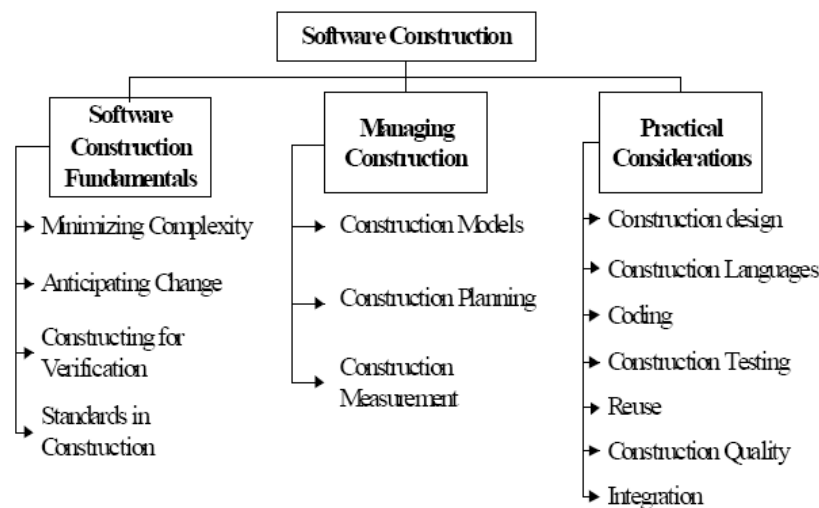 Software Construction
Software
Construction
Fundamentals
Minimizing Complexity
Anticipating Change
Constructing for
Verification
Standards in
Construction
Managing
Construction
Construction Models
Construction Planning
Construction
Measurement
Practical
Considerations
Construction design
Construction Languages
Coding
Construction Testing
Reuse
Construction Quality
Integration